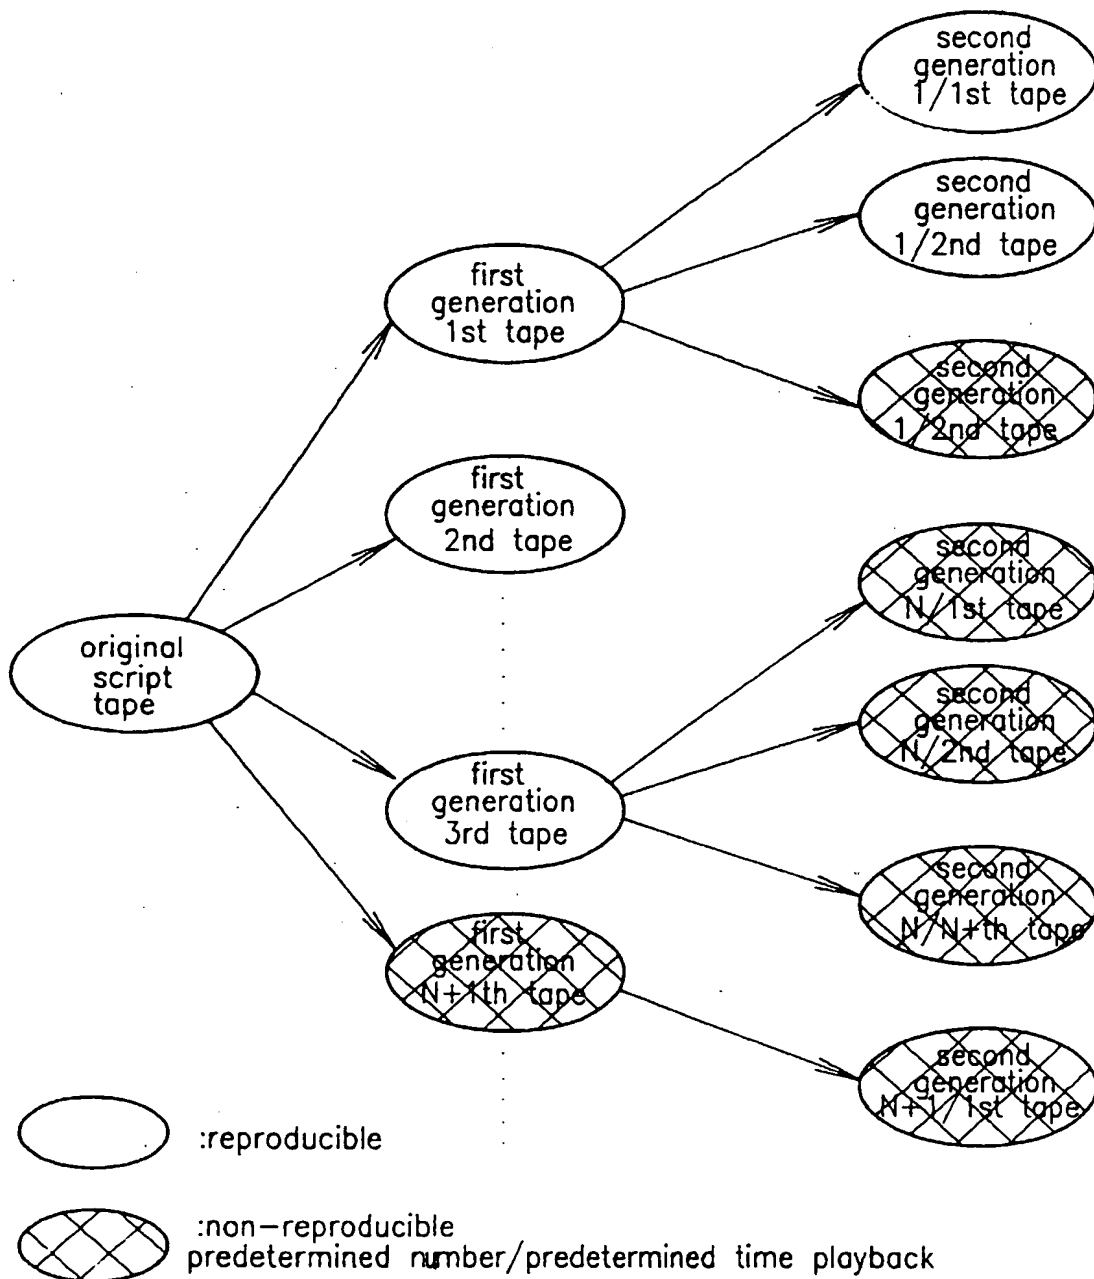 second
generation
1/1st tape
second
generation
1/2nd tape
first
generation
1st tape
second
generation
1/2nd tape
first
generation
2nd tape
second
generation
N/1st tape
original
script
tape
second
generation
N/2nd tape
first
generation
3rd tape
second
generation
N/N+th tape
first
generation
N+1th tape
second
generation
N+1/1st tape
:reproducible
:non-reproducible
predetermined number/predetermined time playback